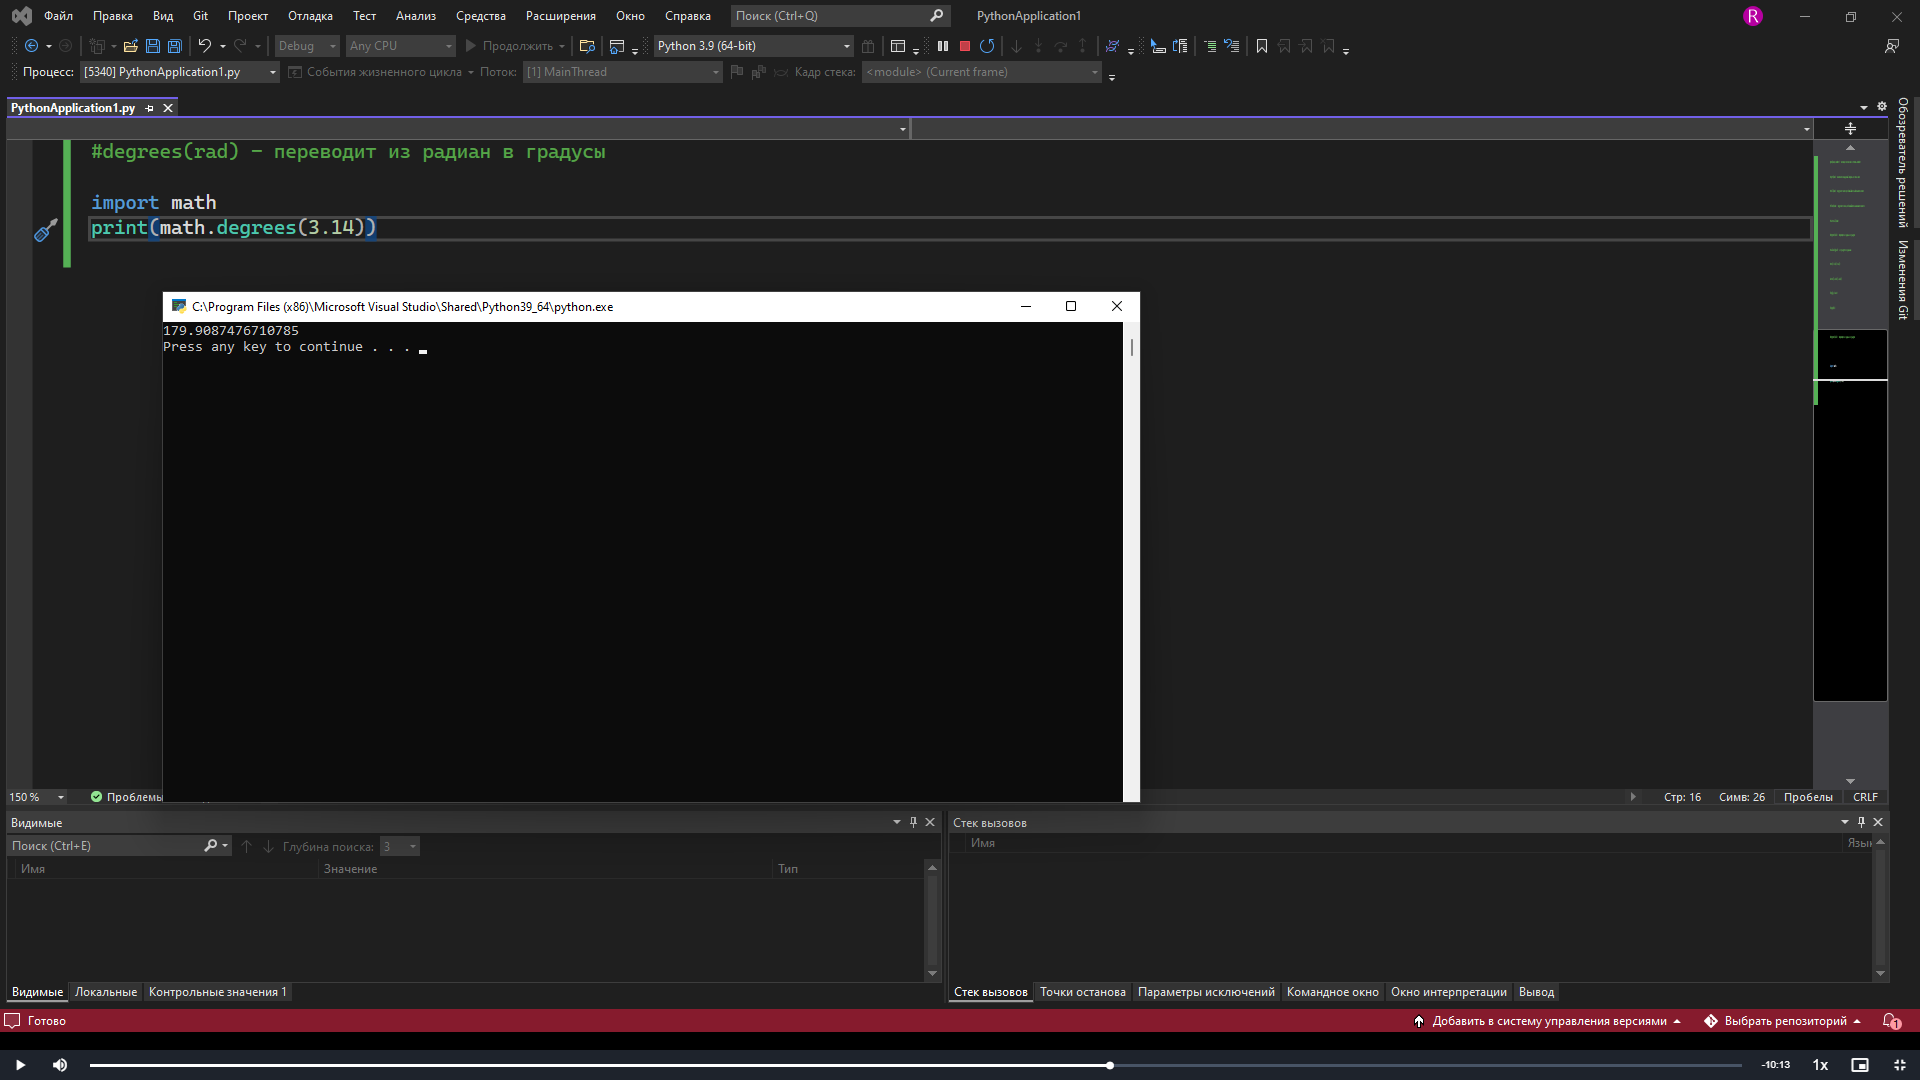 Файл Правка Вид Git Проект Отладка Тест Анализ Средства Расширения Окно Справка Поиск (Ctrl+Q) PythonApplication1 R
Debug Any CPU Продолжить Python 3.9 (64-bit)
Процесс: [5340] PythonApplication1.py События жизненного цикла Поток: [1] MainThread Кадр стека: <module> (Current frame)
PythonApplication1.py
Обозреватель решений
Изменения Git
#degrees(rad) - переводит из радиан в градусы
import math
print(math.degrees(3.14))
C:\Program Files (x86)\Microsoft Visual Studio\Shared\Python39_64\python.exe
179.9087476710785
Press any key to continue . . .
150 % Проблемы Стр: 16 Симв: 26 Пробелы CRLF
Видимые
Поиск (Ctrl+E) Глубина поиска: 3
Имя Значение Тип
Видимые Локальные Контрольные значения 1
Стек вызовов
Имя Язык
Стек вызовов Точки останова Параметры исключений Командное окно Окно интерпретации Вывод
Готово Добавить в систему управления версиями Выбрать репозиторий 1
-10:13 1x